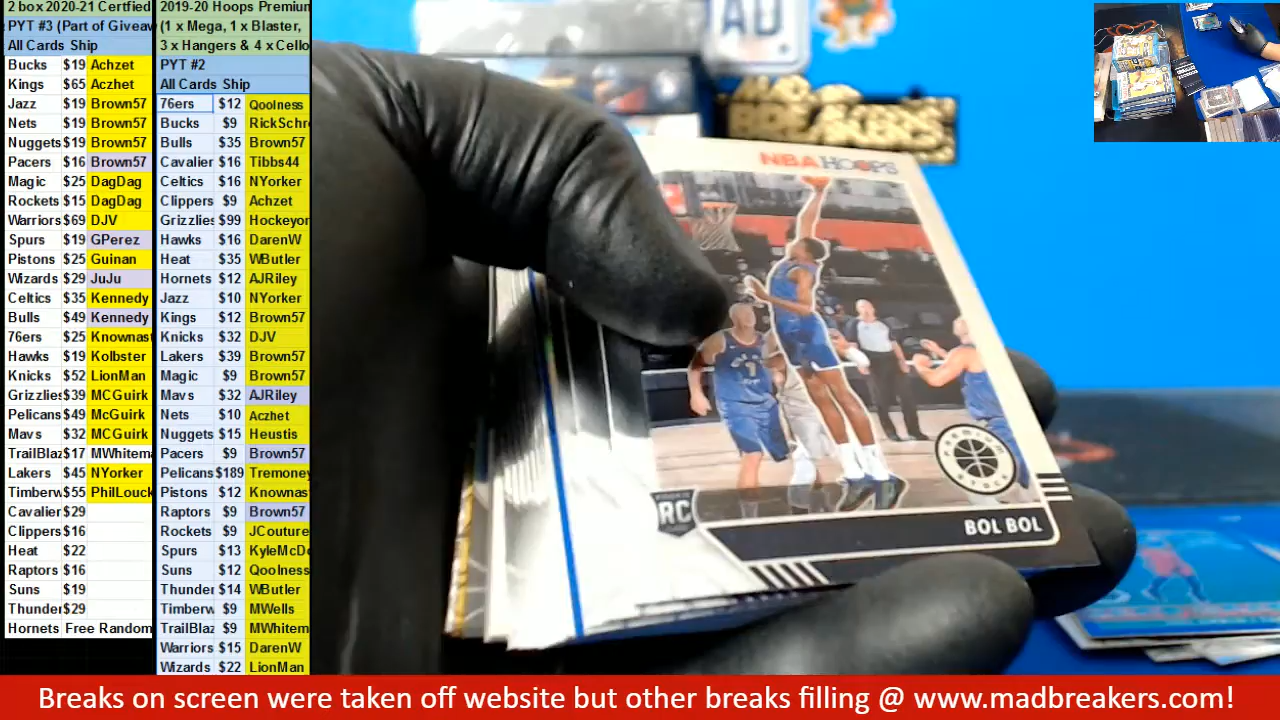 2 box 2020-21 Certfied
PYT #3 (Part of Giveaw
All Cards Ship
Bucks $19 Achzet
Kings $65 Aczhet
Jazz $19 Brown57
Nets $19 Brown57
Nuggets $19 Brown57
Pacers $16 Brown57
Magic $25 DagDag
Rockets $15 DagDag
Warriors $69 DJV
Spurs $19 GPerez
Pistons $25 Guinan
Wizards $29 JuJu
Celtics $35 Kennedy
Bulls $49 Kennedy
76ers $25 Knownast
Hawks $19 Kolbster
Knicks $52 LionMan
Grizzlies $39 MCGuirk
Pelicans $49 McGuirk
Mavs $32 MCGuirk
TrailBlaz $17 MWhitema
Lakers $45 NYorker
Timberw $55 PhilLouck
Cavalier $29
Clippers $16
Heat $22
Raptors $16
Suns $19
Thunder $29
Hornets Free Random
2019-20 Hoops Premium
(1 x Mega, 1 x Blaster,
3 x Hangers & 4 x Cello
PYT #2
All Cards Ship
76ers $12 Qoolness
Bucks $9 RickSchr
Bulls $35 Brown57
Cavalier $16 Tibbs44
Celtics $16 NYorker
Clippers $9 Achzet
Grizzlies $99 Hockeyor
Hawks $16 DarenW
Heat $35 WButler
Hornets $12 AJRiley
Jazz $10 NYorker
Kings $12 Brown57
Knicks $32 DJV
Lakers $39 Brown57
Magic $9 Brown57
Mavs $32 AJRiley
Nets $10 Aczhet
Nuggets $15 Heustis
Pacers $9 Brown57
Pelicans $189 Tremoney
Pistons $12 Knownas
Raptors $9 Brown57
Rockets $9 JCouture
Spurs $13 KyleMcDo
Suns $12 Qoolness
Thunder $14 WButler
Timberw $9 MWells
TrailBlaz $9 MWhitem
Warriors $15 DarenW
Wizards $22 LionMan
AD
BREAKERS
NBA HOOPS
7
PREMIUM STOCK
ROOKIE
RC
BOL BOL
Breaks on screen were taken off website but other breaks filling @ www.madbreakers.com!